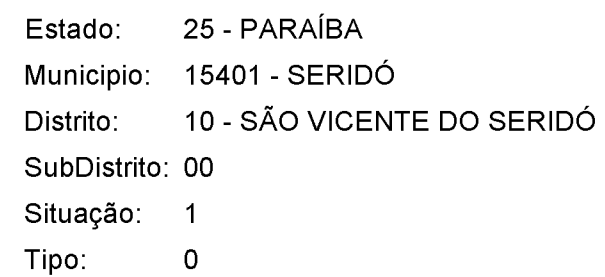 Estado: 25 - PARAÍBA
Municipio: 15401 - SERIDÓ
Distrito: 10 - SÃO VICENTE DO SERIDÓ
SubDistrito: 00
Situação: 1
Tipo: 0